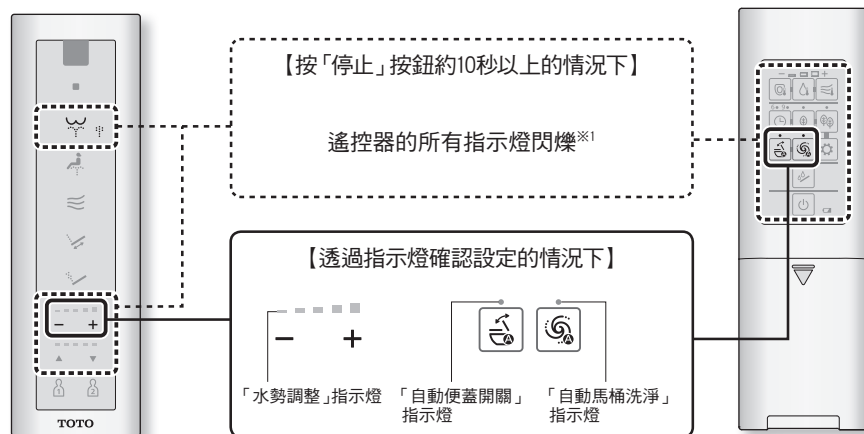 【按「停止」按鈕約10秒以上的情況下】
遙控器的所有指示燈閃爍※1
【透過指示燈確認設定的情況下】
− +
「水勢調整」指示燈
「自動便蓋開關」
指示燈
「自動馬桶洗淨」
指示燈
− +
1 2
TOTO
− +